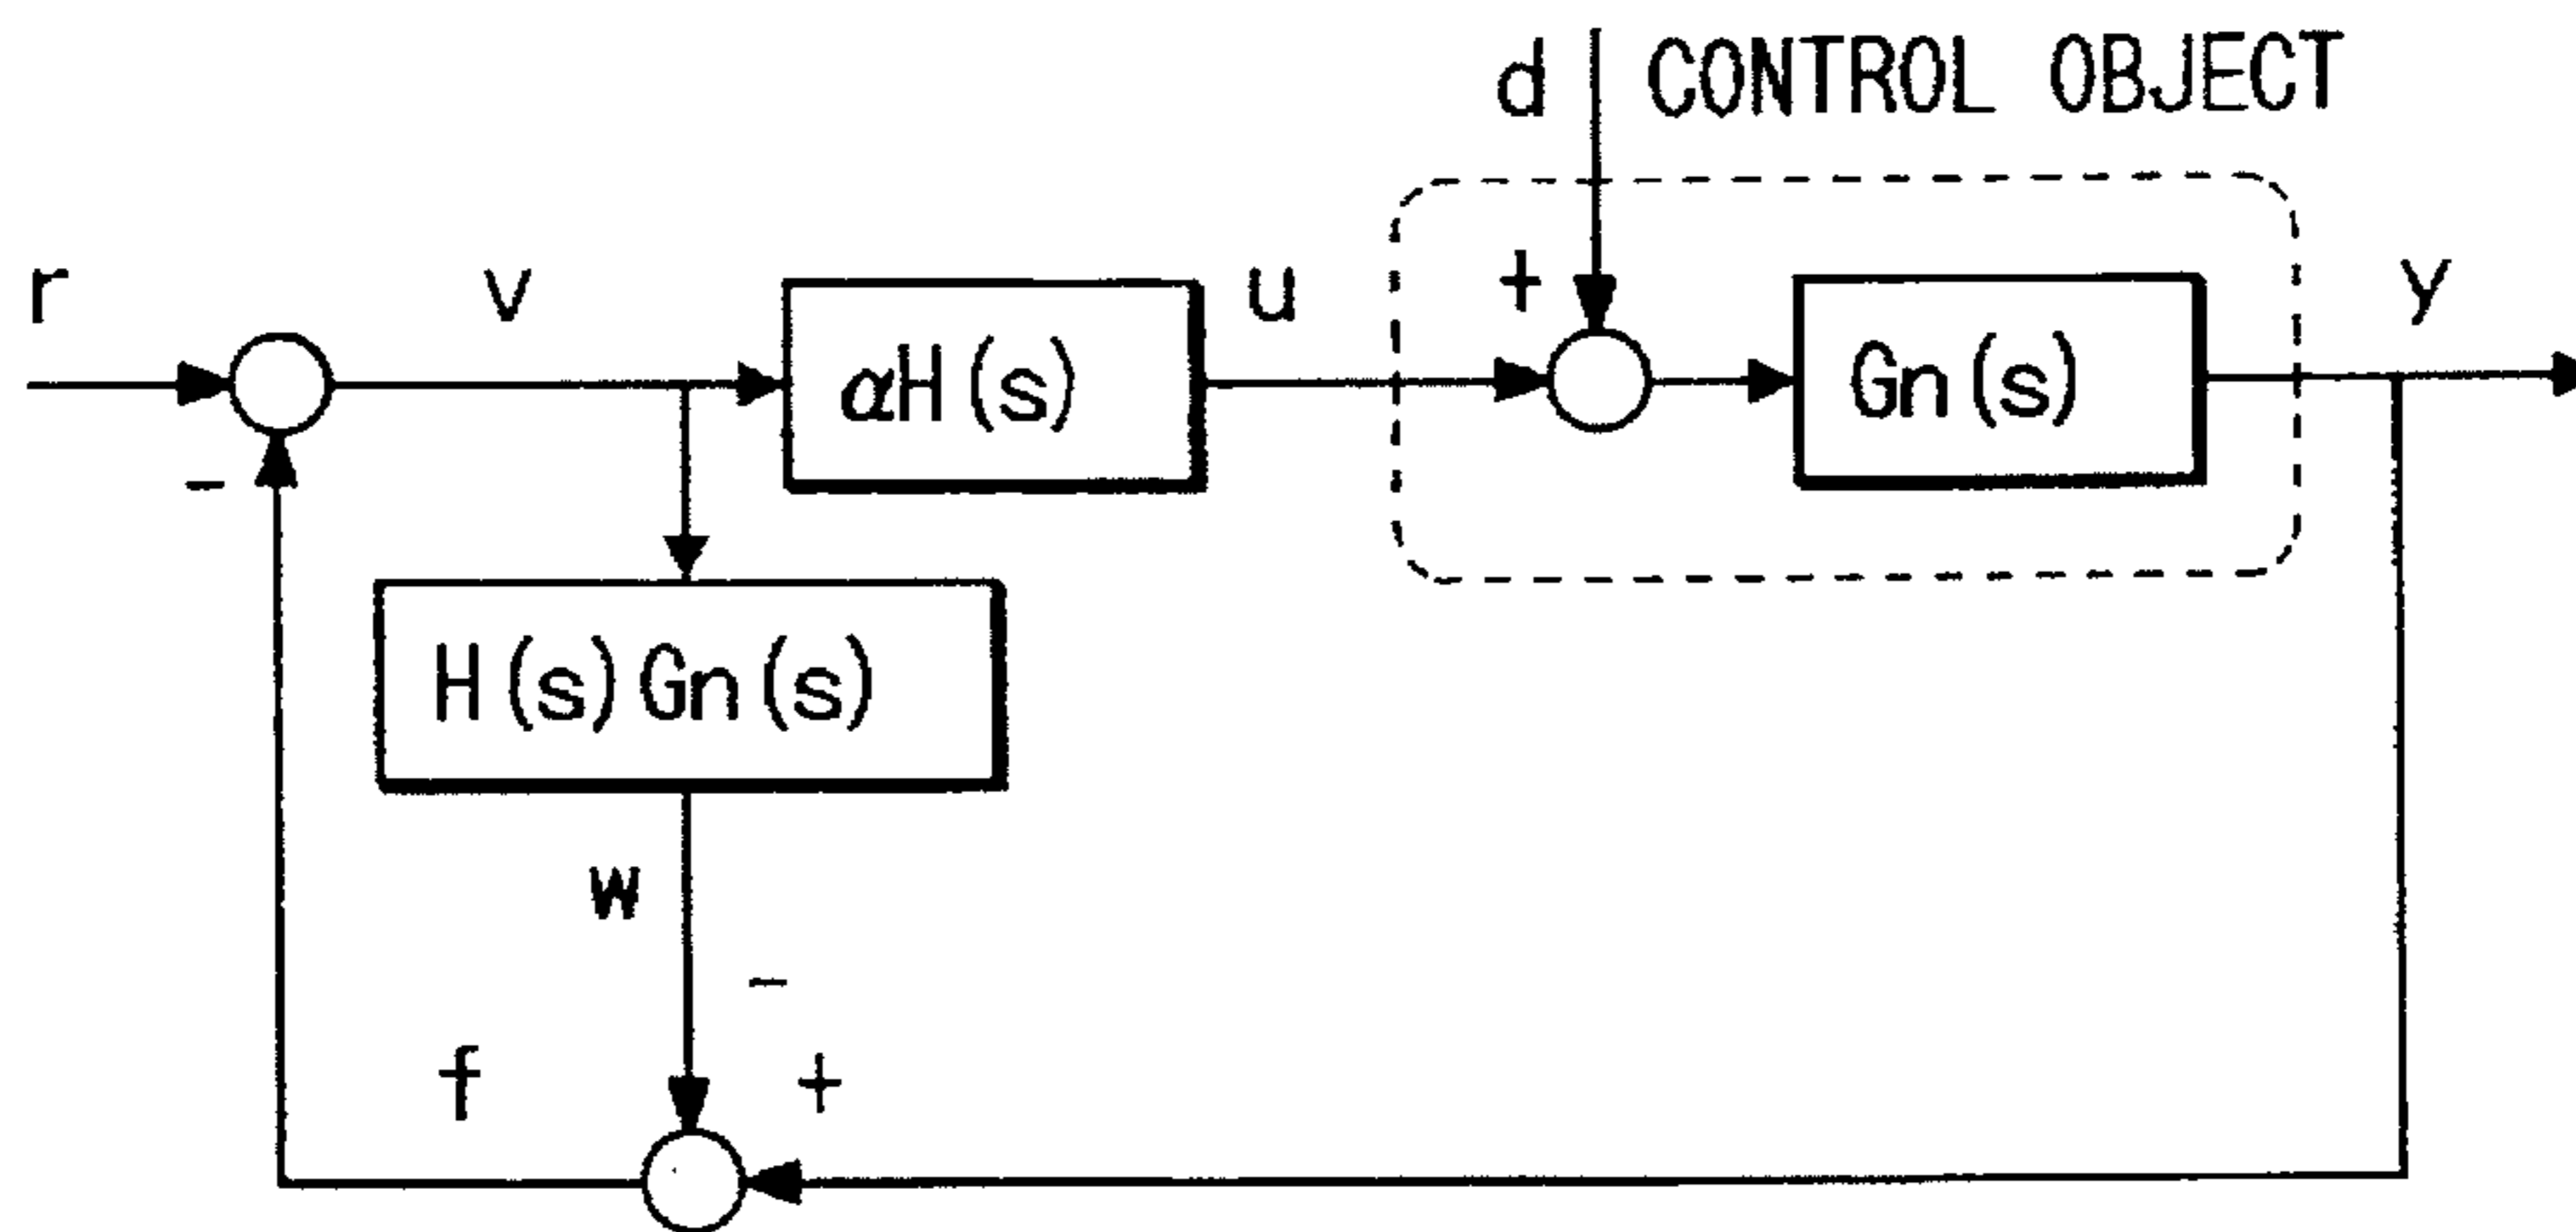 d CONTROL OBJECT
r
v
αH(s)
u
+
Gn(s)
y
-
H(s)Gn(s)
w
-
f
+